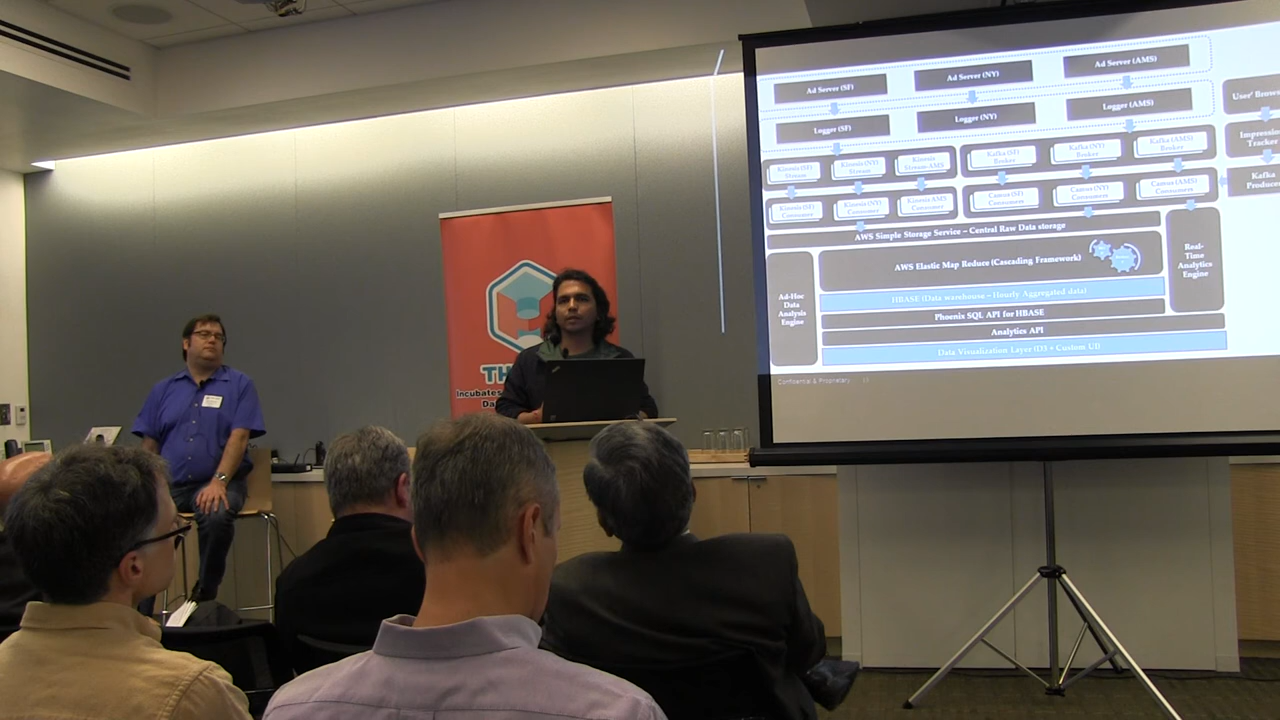 Ad Server (SF)
Ad Server (NY)
Ad Server (AMS)
Logger (SF)
Logger (NY)
Logger (AMS)
Kinesis (SF)
Stream
Kinesis (NY)
Stream
Kinesis
Stream-AMS
Kafka (SF)
Broker
Kafka (NY)
Broker
Kafka (AMS)
Broker
Kinesis (SF)
Consumer
Kinesis (NY)
Consumer
Kinesis AMS
Consumer
Camus (SF)
Consumers
Camus (NY)
Consumers
Camus (AMS)
Consumers
Impression
Tracker
Kafka
AWS Simple Storage Service – Central Raw Data storage
Ad-Hoc
Data
Analysis
Engine
AWS Elastic Map Reduce (Cascading Framework)
Real-
Time
Analytics
Engine
HBASE (Data warehouse – Hourly Aggregated data)
Phoenix SQL API for HBASE
Analytics API
Data Visualization Layer (D3 + Custom UI)
Confidential & Proprietary
TH
Incubates
Da